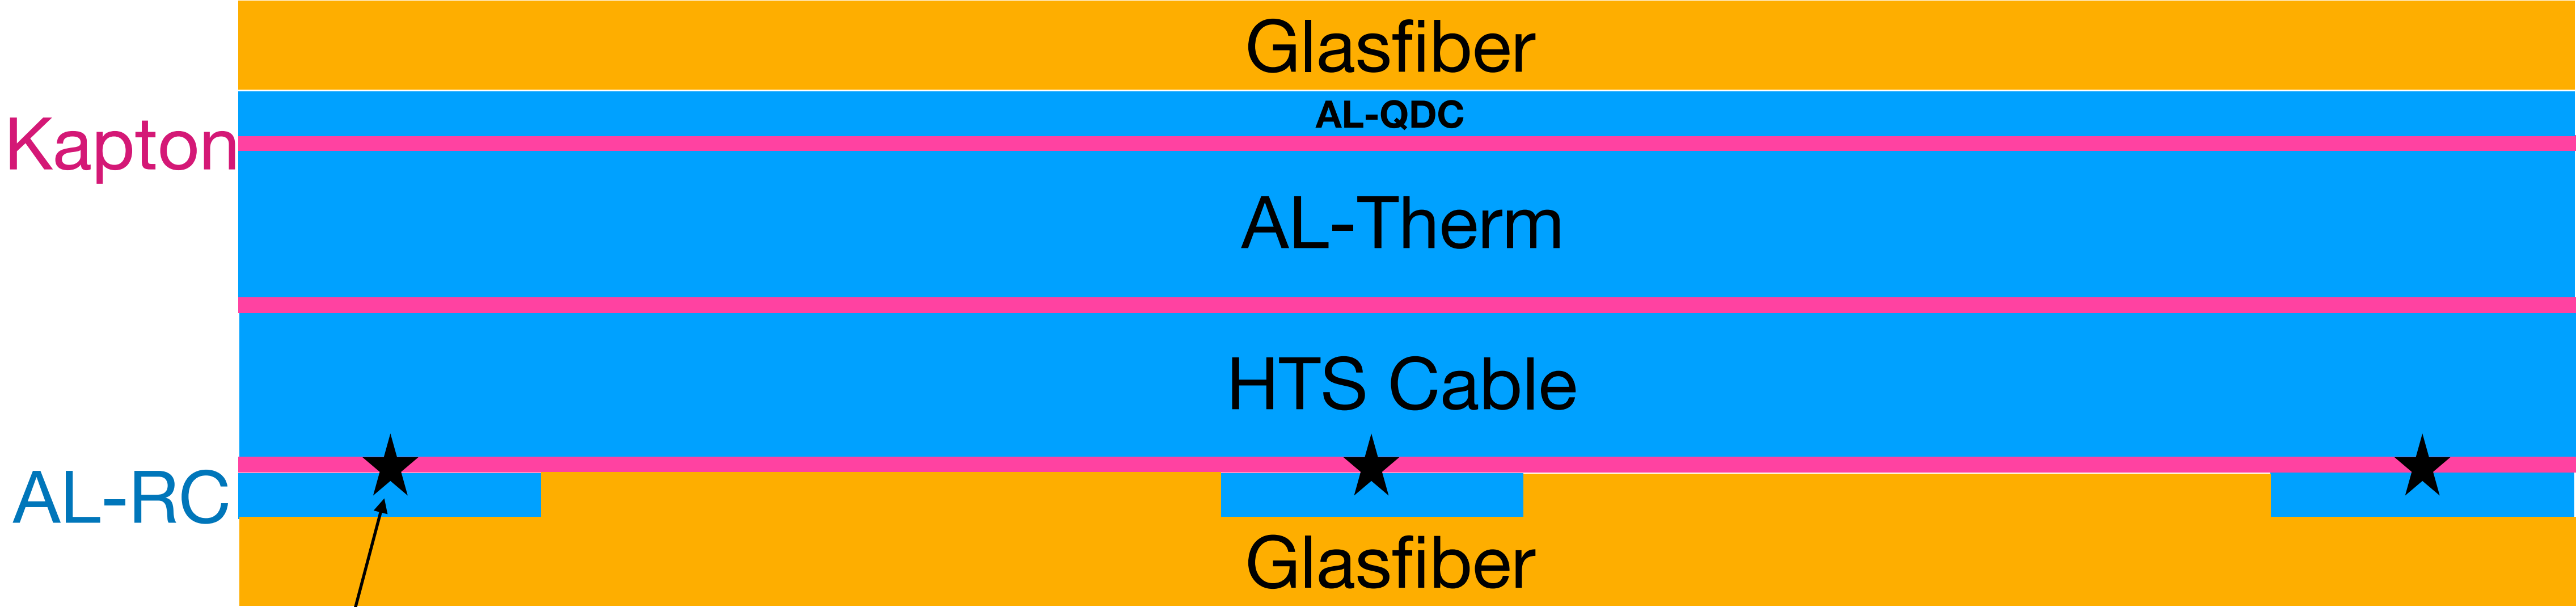 Glasfiber
AL-QDC
Kapton
AL-Therm
HTS Cable
AL-RC
Glasfiber